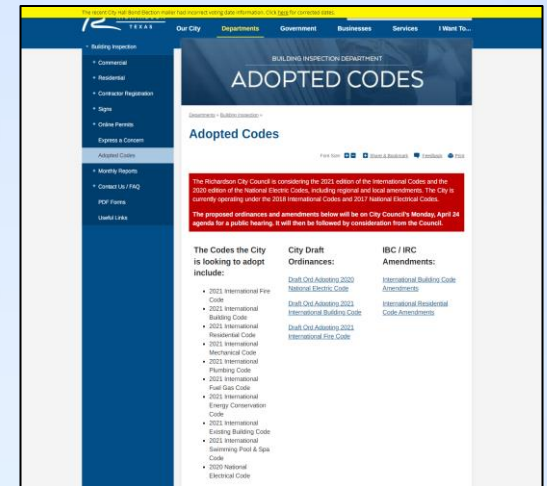 The recent City Hall Bond Election mailer had incorrect voting date information. Click here for corrected dates.
TEXAS
Our City
Departments
Government
Businesses
Services
I Want To...
Building Inspection
Commercial
Residential
Contractor Registration
Signs
Online Permits
Express a Concern
Adopted Codes
Monthly Reports
Contact Us / FAQ
PDF Forms
Useful Links
BUILDING INSPECTION DEPARTMENT
ADOPTED CODES
Departments > Building Inspection >
Adopted Codes
Font Size: Share & Bookmark Feedback Print
The Richardson City Council is considering the 2021 edition of the International Codes and the
2020 edition of the National Electric Codes, including regional and local amendments. The City is
currently operating under the 2018 International Codes and 2017 National Electrical Codes.
The proposed ordinances and amendments below will be on City Council's Monday, April 24
agenda for a public hearing. It will then be followed by consideration from the Council.
The Codes the City
is looking to adopt
include:
2021 International Fire
Code
2021 International
Building Code
2021 International
Residential Code
2021 International
Mechanical Code
2021 International
Plumbing Code
2021 International
Fuel Gas Code
2021 International
Energy Conservation
Code
2021 International
Existing Building Code
2021 International
Swimming Pool & Spa
Code
2020 National
Electrical Code
City Draft
Ordinances:
Draft Ord Adopting 2020
National Electric Code
Draft Ord Adopting 2021
International Building Code
Draft Ord Adopting 2021
International Fire Code
IBC / IRC
Amendments:
International Building Code
Amendments
International Residential
Code Amendments